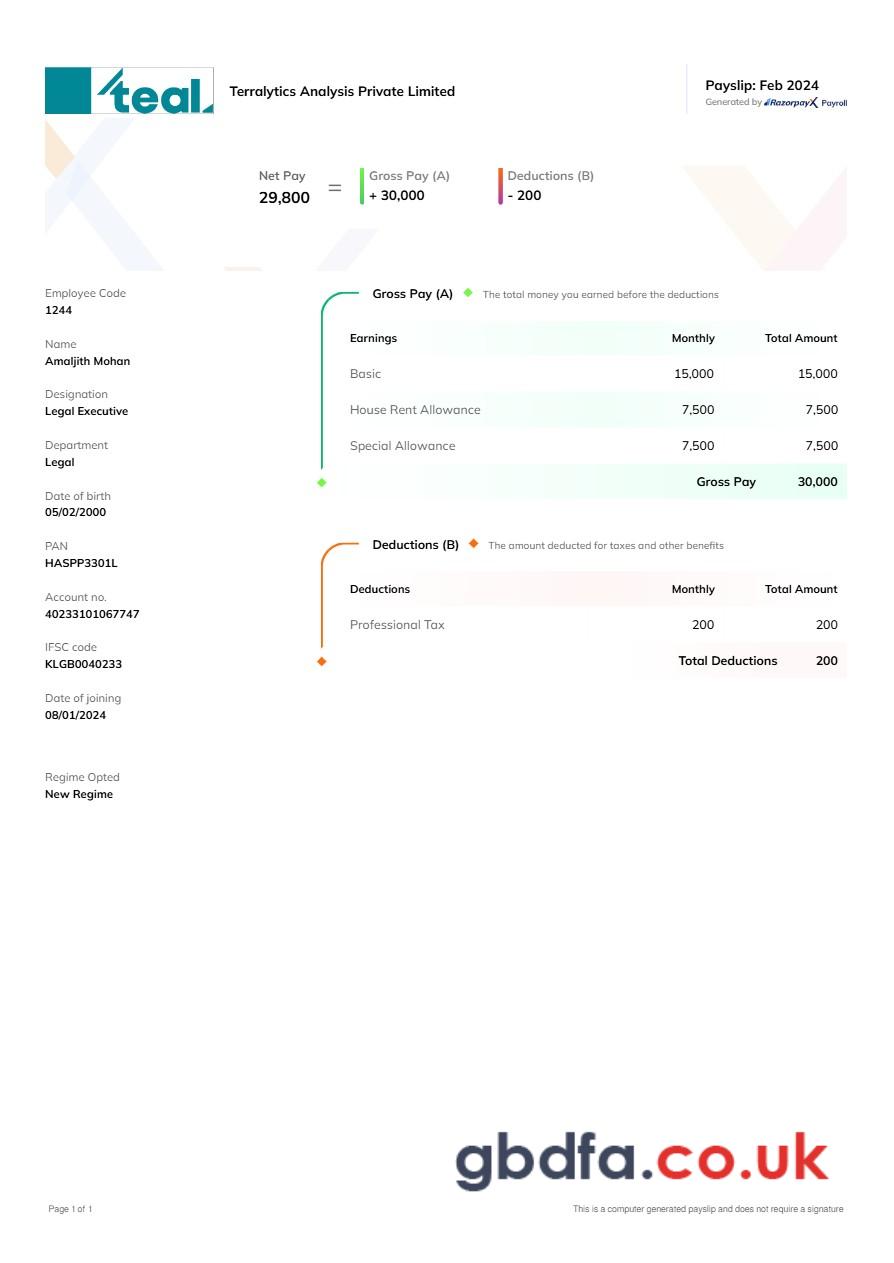 teal.
Terralytics Analysis Private Limited
Payslip: Feb 2024
Generated by RazorpayX Payroll
Net Pay
29,800
=
Gross Pay (A)
+ 30,000
Deductions (B)
- 200
Employee Code
1244
Name
Amaljith Mohan
Designation
Legal Executive
Department
Legal
Date of birth
05/02/2000
PAN
HASPP3301L
Account no.
40233101067747
IFSC code
KLGB0040233
Date of joining
08/01/2024
Regime Opted
New Regime
Gross Pay (A) The total money you earned before the deductions
Earnings Monthly Total Amount
Basic 15,000 15,000
House Rent Allowance 7,500 7,500
Special Allowance 7,500 7,500
Gross Pay 30,000
Deductions (B) The amount deducted for taxes and other benefits
Deductions Monthly Total Amount
Professional Tax 200 200
Total Deductions 200
gbdfa.co.uk
Page 1 of 1
This is a computer generated payslip and does not require a signature